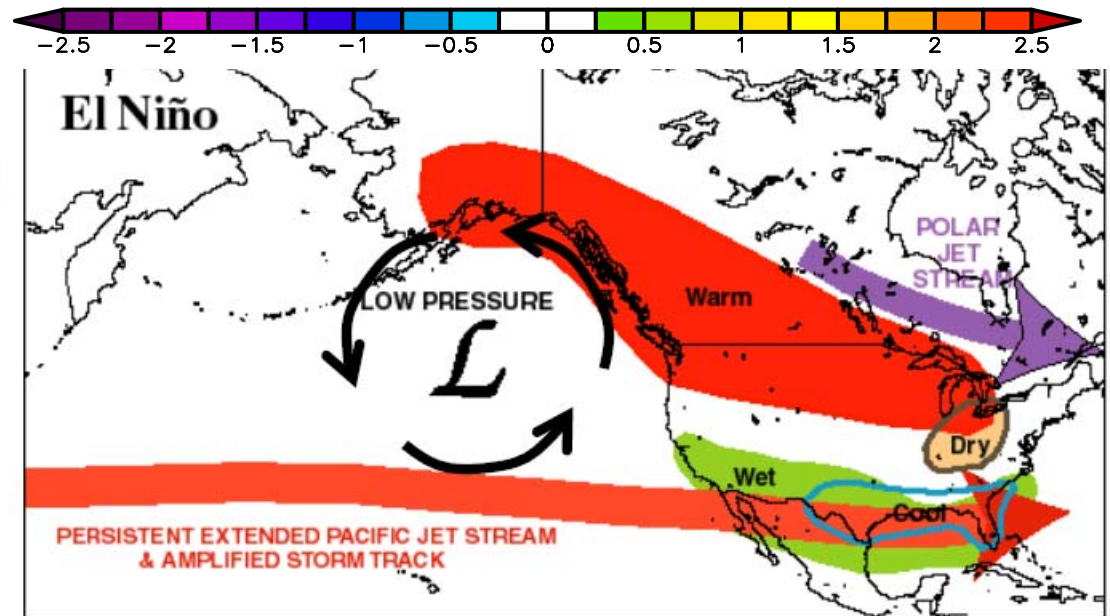 −2.5 −2 −1.5 −1 −0.5 0 0.5 1 1.5 2 2.5
El Niño
POLAR
JET
STREAM
Warm
LOW PRESSURE
L
Dry
Wet
Cool
PERSISTENT EXTENDED PACIFIC JET STREAM
& AMPLIFIED STORM TRACK